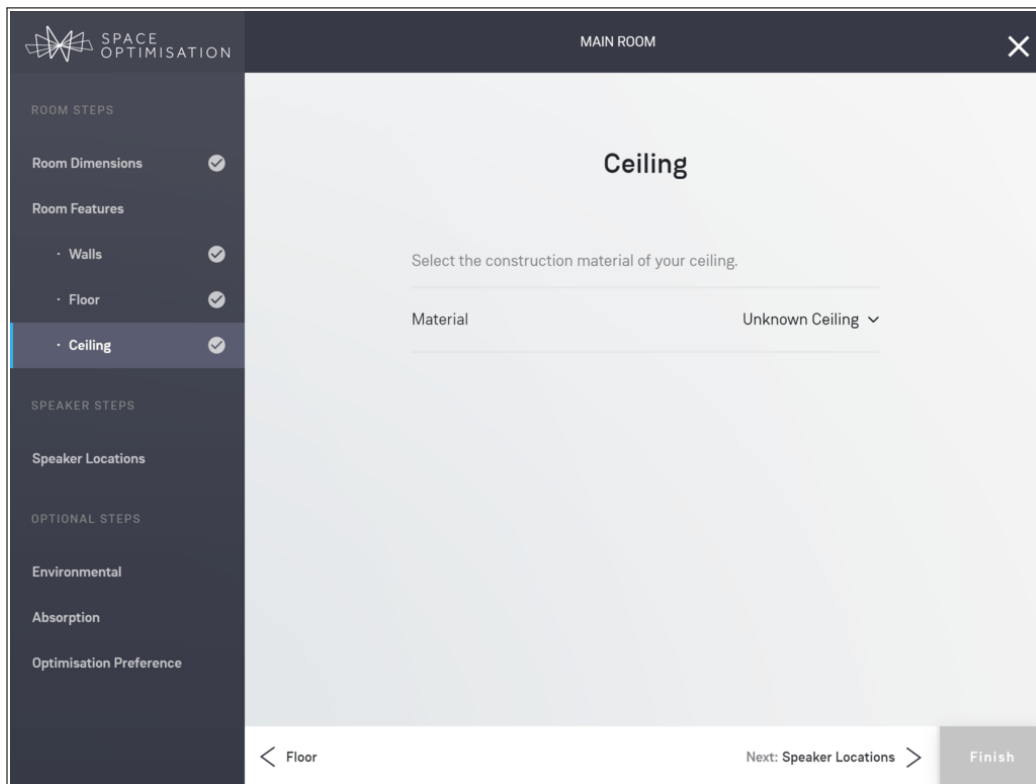 SPACE
OPTIMISATION
MAIN ROOM
ROOM STEPS
Room Dimensions
Room Features
· Walls
· Floor
· Ceiling
SPEAKER STEPS
Speaker Locations
OPTIONAL STEPS
Environmental
Absorption
Optimisation Preference
Ceiling
Select the construction material of your ceiling.
Material Unknown Ceiling
Floor
Next: Speaker Locations
Finish